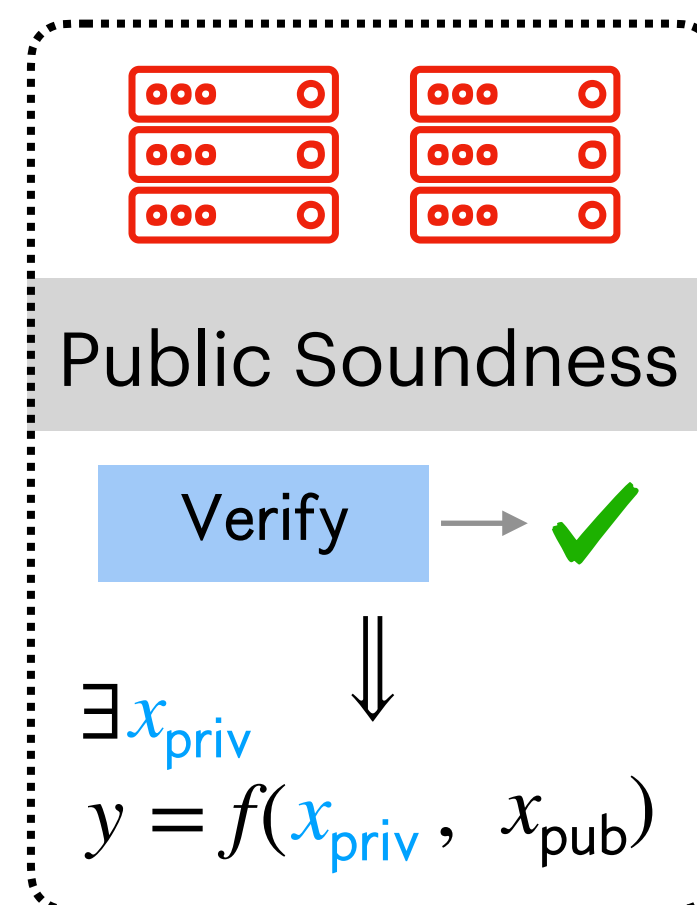 Public Soundness
Verify
⇓
∃x_priv
y = f(x_priv , x_pub)